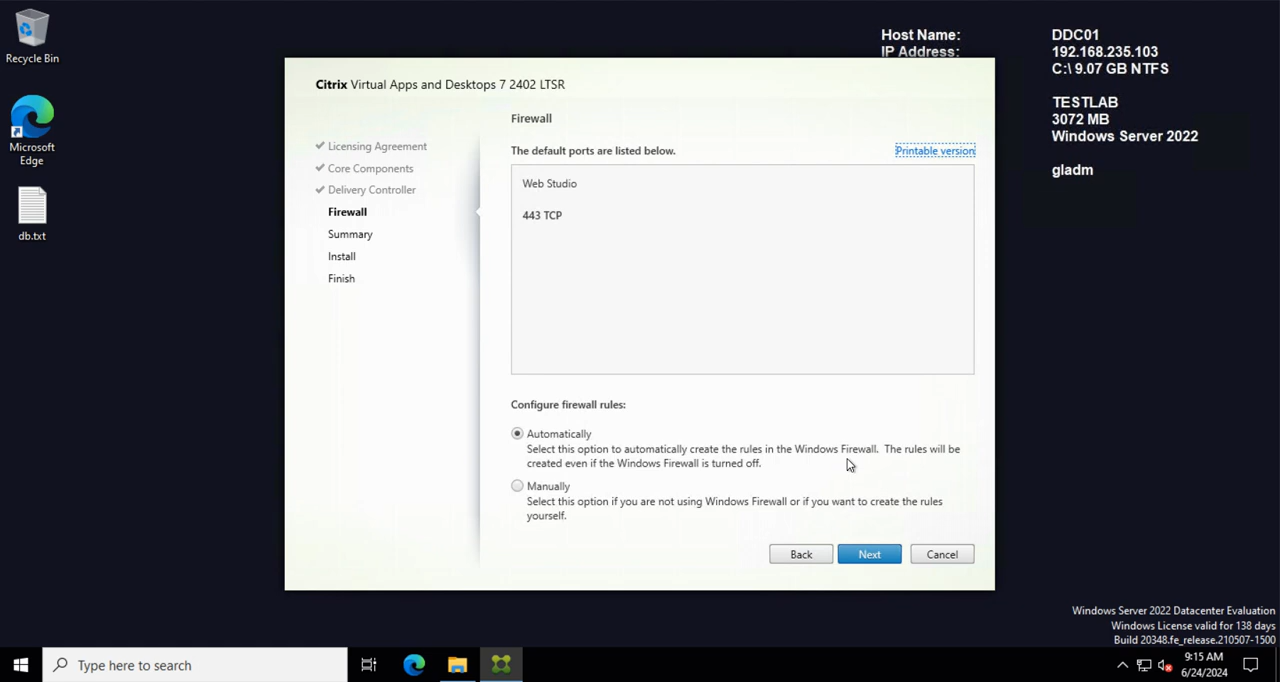 Recycle Bin
Microsoft
Edge
db.txt
Host Name:
DDC01
IP Address:
192.168.235.103
C:\ 9.07 GB NTFS
TESTLAB
3072 MB
Windows Server 2022
gladm
Citrix Virtual Apps and Desktops 7 2402 LTSR
Licensing Agreement
Core Components
Delivery Controller
Firewall
Summary
Install
Finish
Firewall
The default ports are listed below.
Printable version
Web Studio
443 TCP
Configure firewall rules:
Automatically
Select this option to automatically create the rules in the Windows Firewall. The rules will be
created even if the Windows Firewall is turned off.
Manually
Select this option if you are not using Windows Firewall or if you want to create the rules
yourself.
Back
Next
Cancel
Windows Server 2022 Datacenter Evaluation
Windows License valid for 138 days
Build 20348.fe_release.210507-1500
Type here to search
9:15 AM
6/24/2024